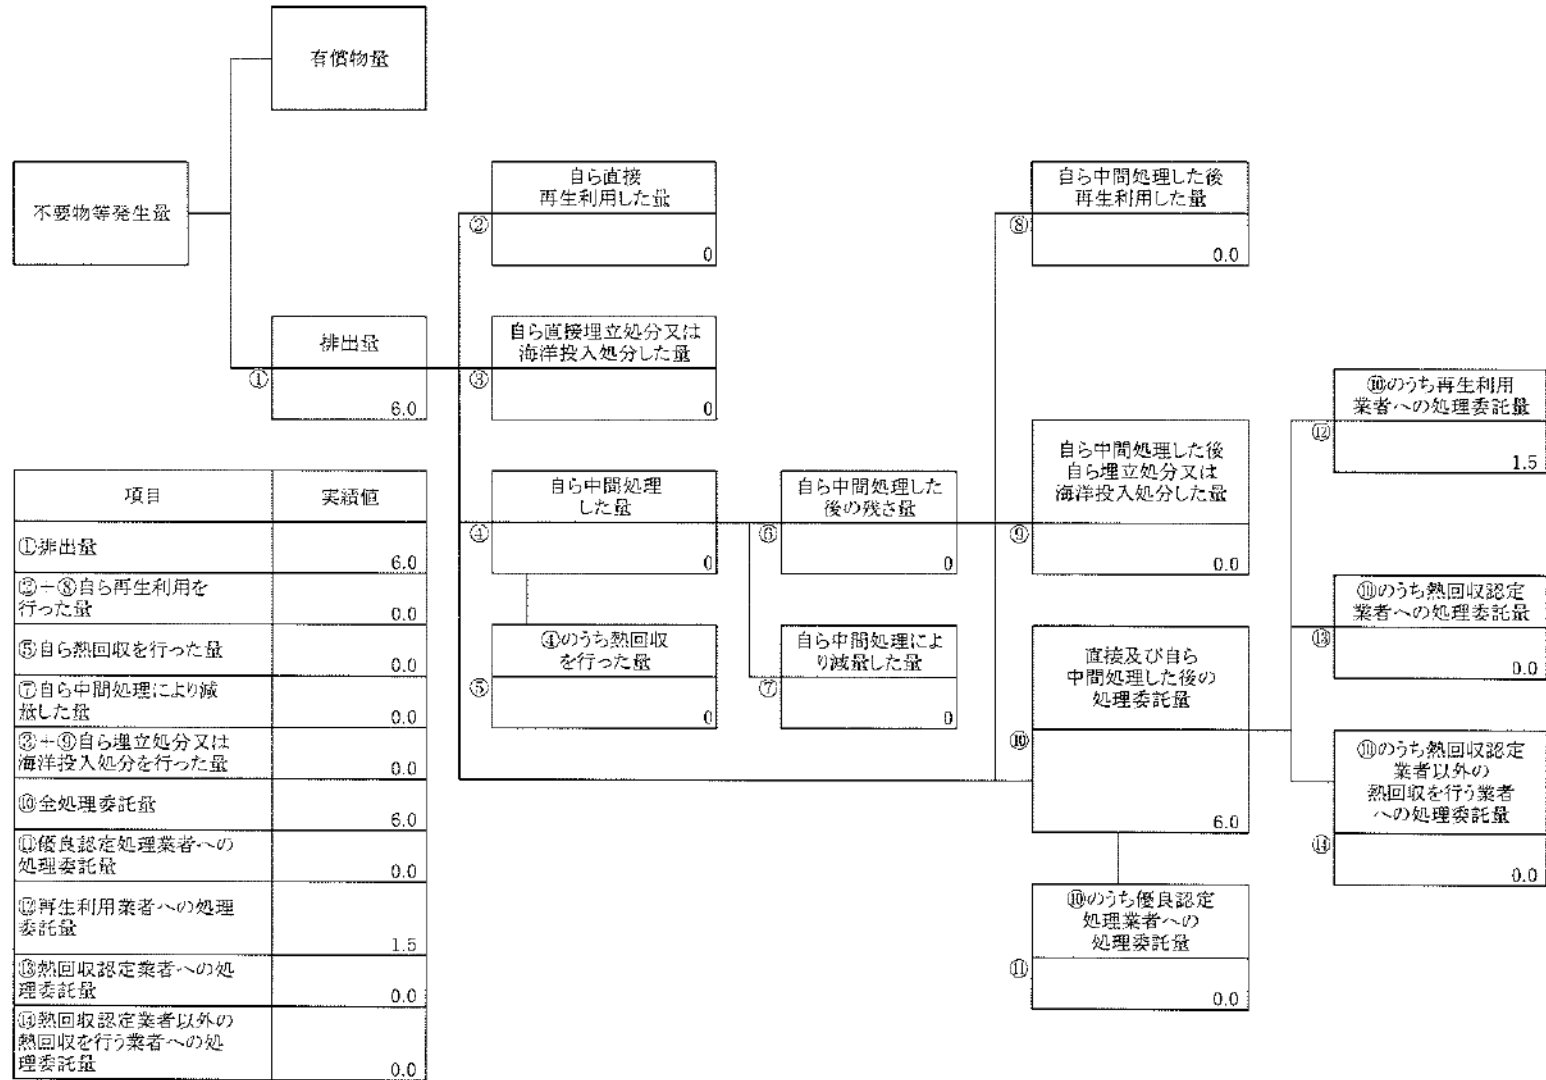 有償物量
不要物等発生量
排出量
①
6.0
自ら直接
再生利用した量
②
0
自ら直接埋立処分又は
海洋投入処分した量
③
0
自ら中間処理
した量
④
0
④のうち熱回収
を行った量
⑤
0
自ら中間処理した
後の残さ量
⑥
0
自ら中間処理によ
り減量した量
⑦
0
自ら中間処理した後
再生利用した量
⑧
0.0
自ら中間処理した後
自ら埋立処分又は
海洋投入処分した量
⑨
0.0
直接及び自ら
中間処理した後の
処理委託量
⑩
6.0
⑩のうち優良認定
処理業者への
処理委託量
⑪
0.0
⑩のうち再生利用
業者への処理委託量
⑫
1.5
⑩のうち熱回収認定
業者への処理委託量
⑬
0.0
⑩のうち熱回収認定
業者以外の
熱回収を行う業者
への処理委託量
⑭
0.0
項目 実績値
①排出量 6.0
②+⑧自ら再生利用を
行った量 0.0
⑤自ら熱回収を行った量 0.0
⑦自ら中間処理により減
量した量 0.0
③+⑨自ら埋立処分又は
海洋投入処分を行った量 0.0
⑩全処理委託量 6.0
⑪優良認定処理業者への
処理委託量 0.0
⑫再生利用業者への処理
委託量 1.5
⑬熱回収認定業者への処
理委託量 0.0
⑭熱回収認定業者以外の
熱回収を行う業者への処
理委託量 0.0